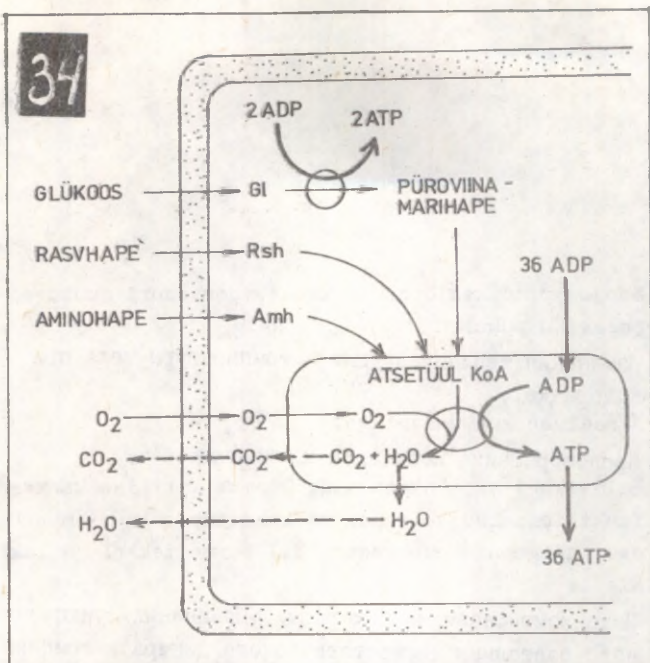 34
2 ADP 2 ATP
GLÜKOOS Gl PÜROVIINA-
MARIHAPE
RASVHAPE Rsh
36 ADP
AMINOHAPE Amh
ATSETÜÜL KoA ADP
O₂ O₂ O₂
CO₂ CO₂ CO₂ + H₂O ATP
H₂O H₂O
36 ATP